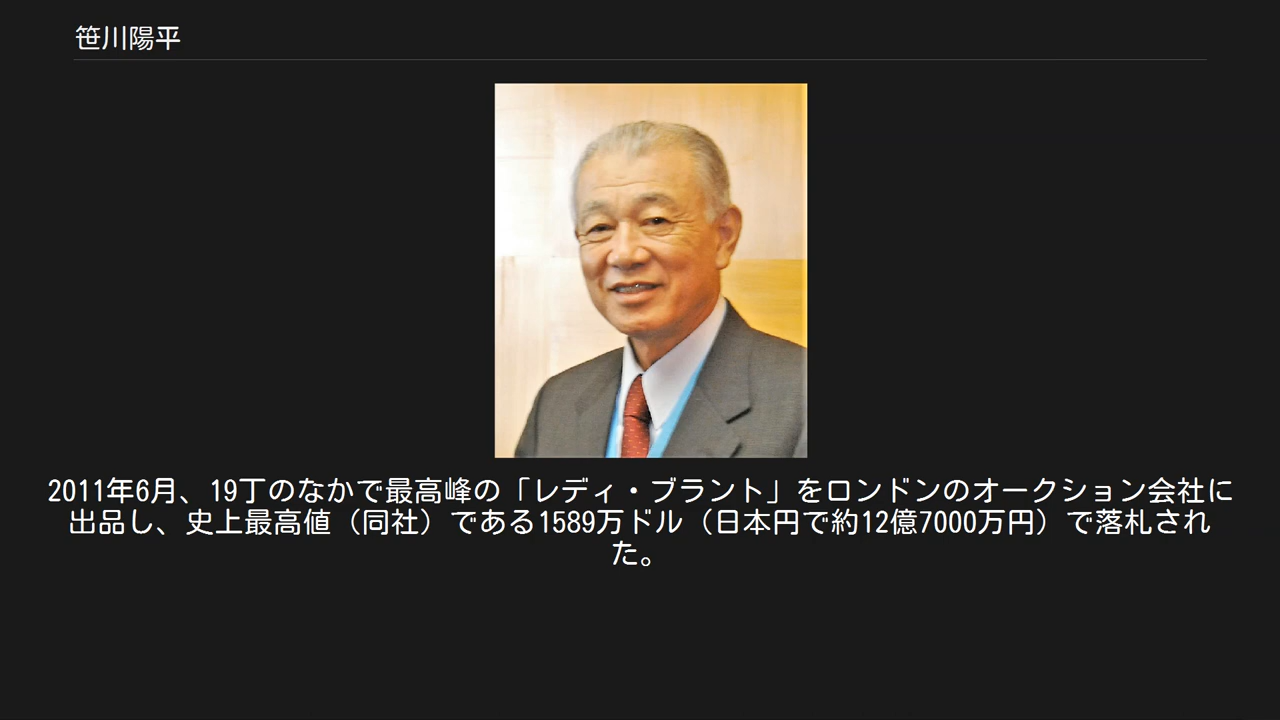 笹川陽平
2011年6月、19丁のなかで最高峰の「レディ・ブラント」をロンドンのオークション会社に
出品し、史上最高値（同社）である1589万ドル（日本円で約12億7000万円）で落札され
た。